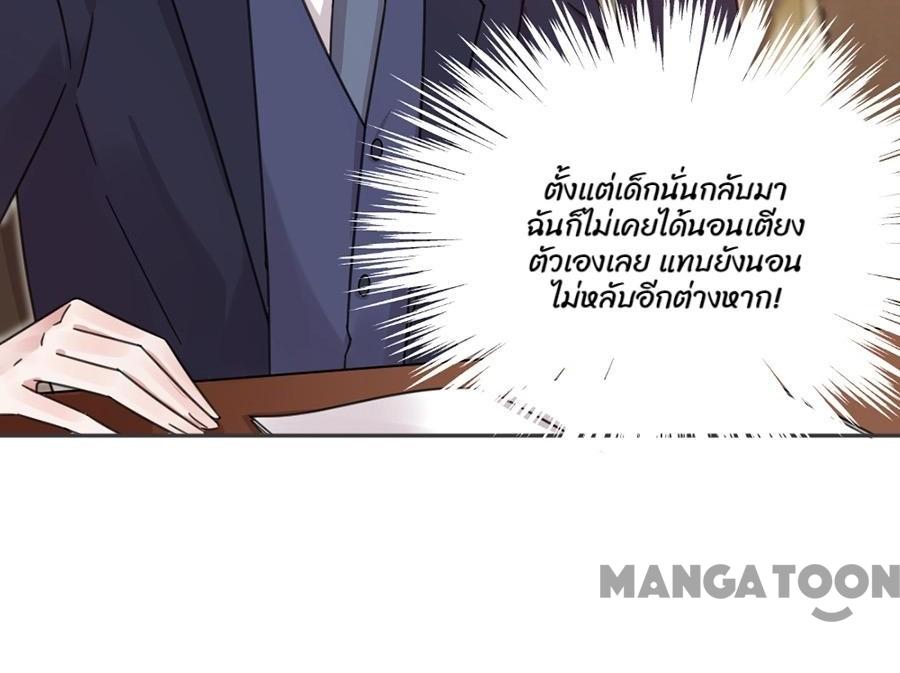 ตั้งแต่เด็กนั่นกลับมา
ฉันก็ไม่เคยได้นอนเตียง
ตัวเองเลย แทบยังนอน
ไม่หลับอีกต่างหาก!
MANGATOON